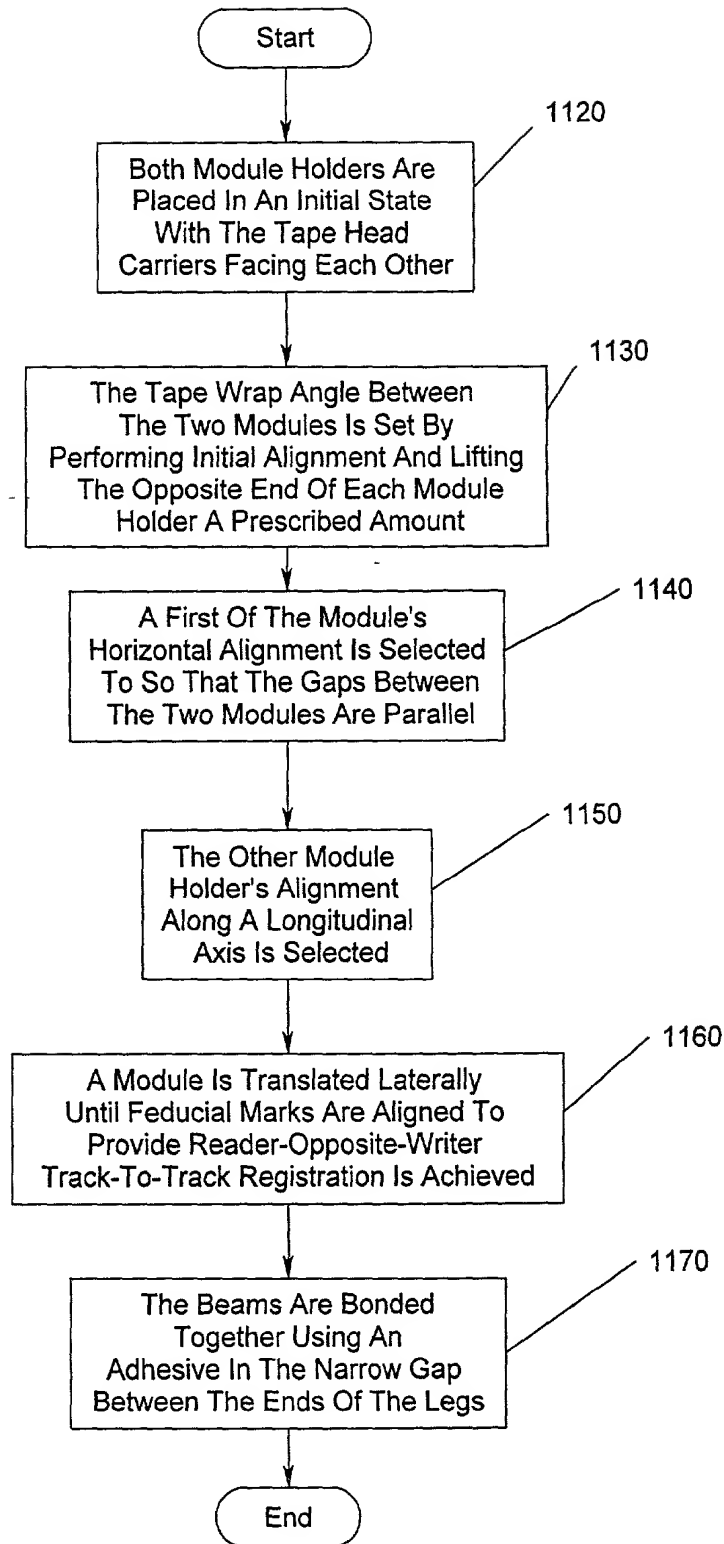 Start
1120
Both Module Holders Are
Placed In An Initial State
With The Tape Head
Carriers Facing Each Other
1130
The Tape Wrap Angle Between
The Two Modules Is Set By
Performing Initial Alignment And Lifting
The Opposite End Of Each Module
Holder A Prescribed Amount
1140
A First Of The Module's
Horizontal Alignment Is Selected
To So That The Gaps Between
The Two Modules Are Parallel
1150
The Other Module
Holder's Alignment
Along A Longitudinal
Axis Is Selected
1160
A Module Is Translated Laterally
Until Feducial Marks Are Aligned To
Provide Reader-Opposite-Writer
Track-To-Track Registration Is Achieved
1170
The Beams Are Bonded
Together Using An
Adhesive In The Narrow Gap
Between The Ends Of The Legs
End